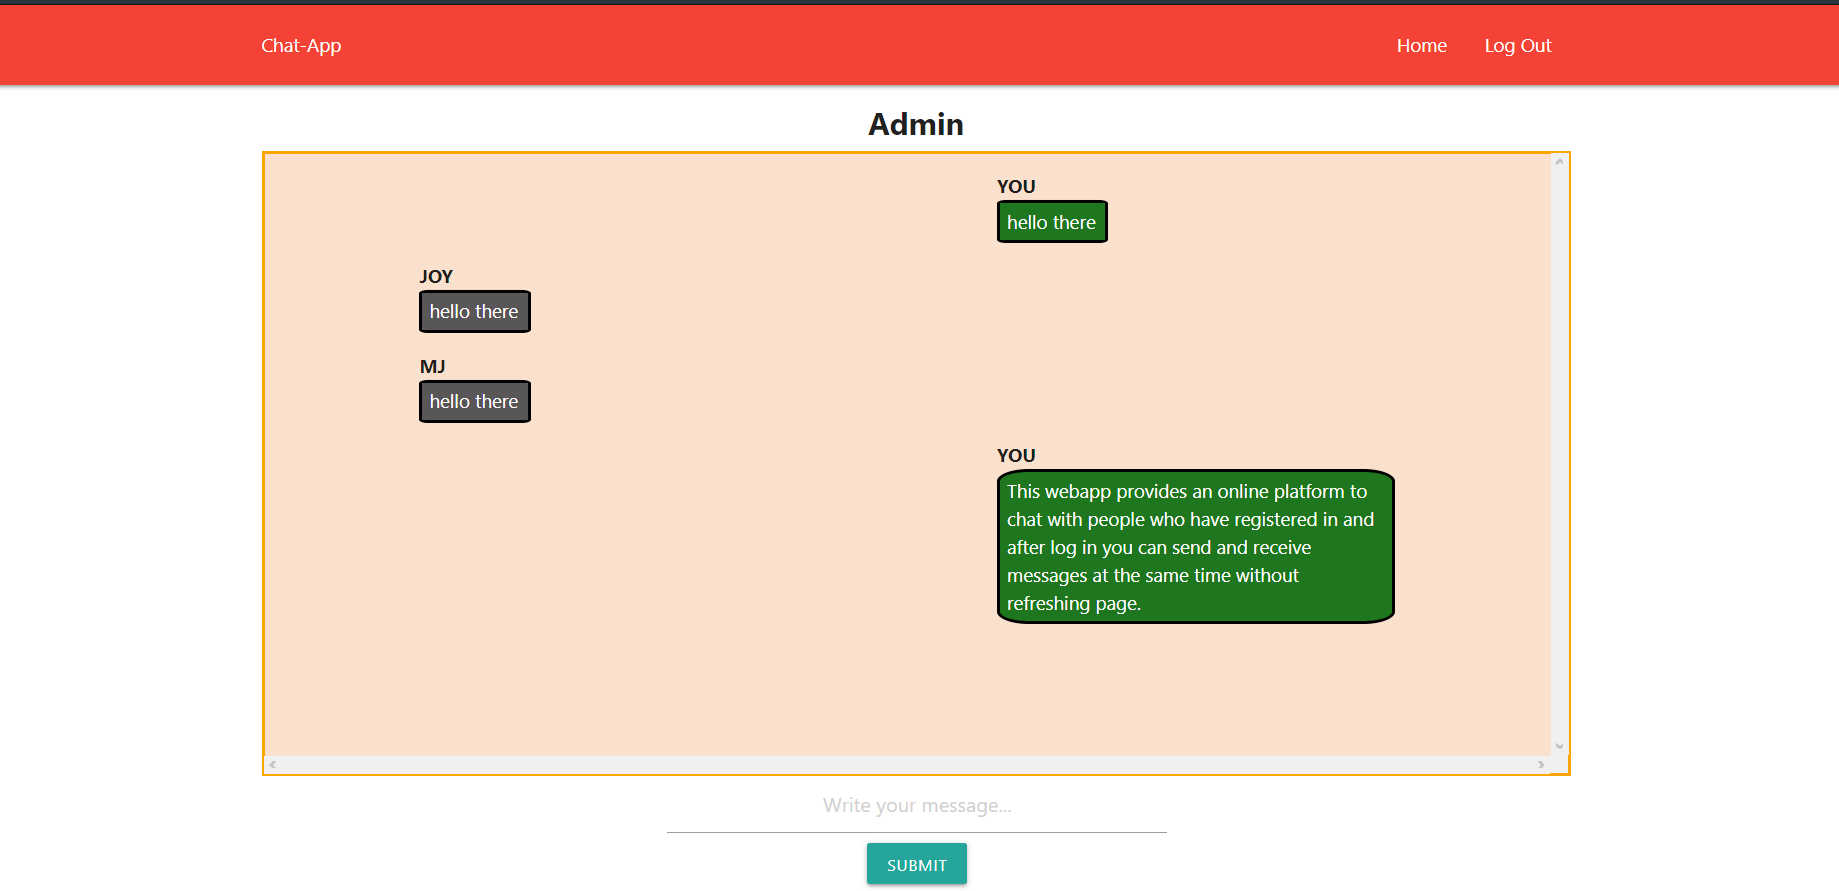 Chat-App
Home
Log Out
Admin
YOU
hello there
JOY
hello there
MJ
hello there
YOU
This webapp provides an online platform to
chat with people who have registered in and
after log in you can send and receive
messages at the same time without
refreshing page.
Write your message...
SUBMIT